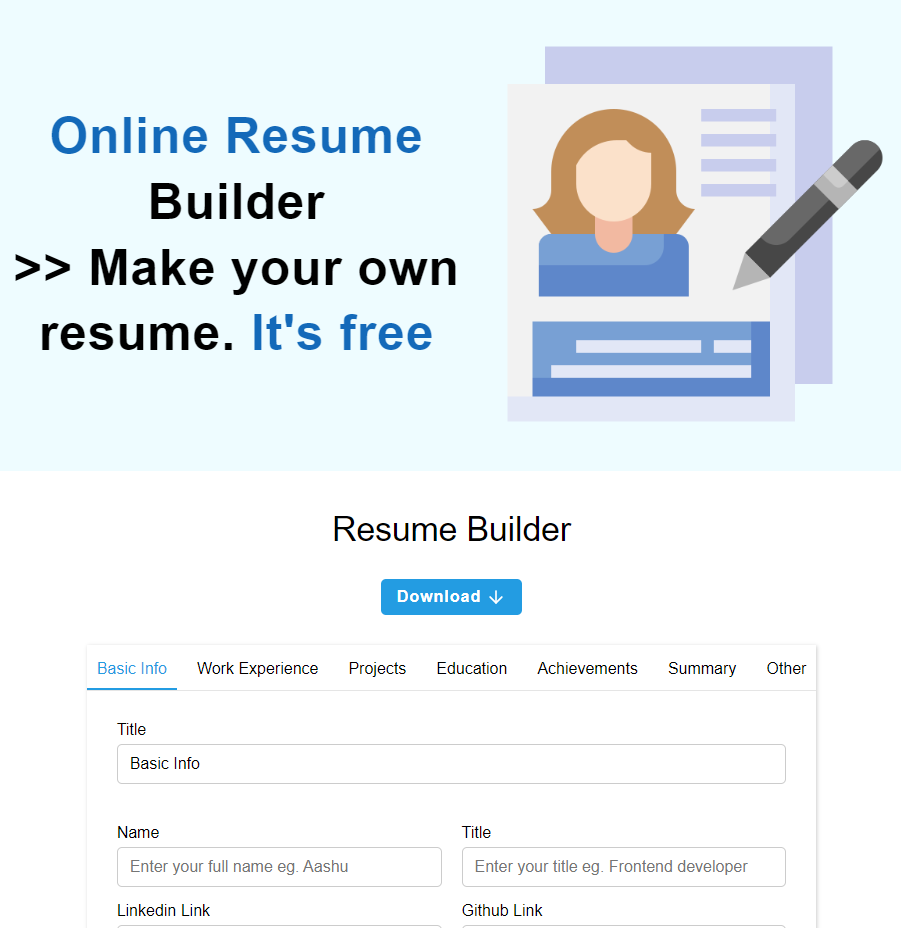 Online Resume
Builder
>> Make your own
resume. It's free
Resume Builder
Download
Basic Info Work Experience Projects Education Achievements Summary Other
Title
Basic Info
Name Title
Enter your full name eg. Aashu Enter your title eg. Frontend developer
Linkedin Link Github Link